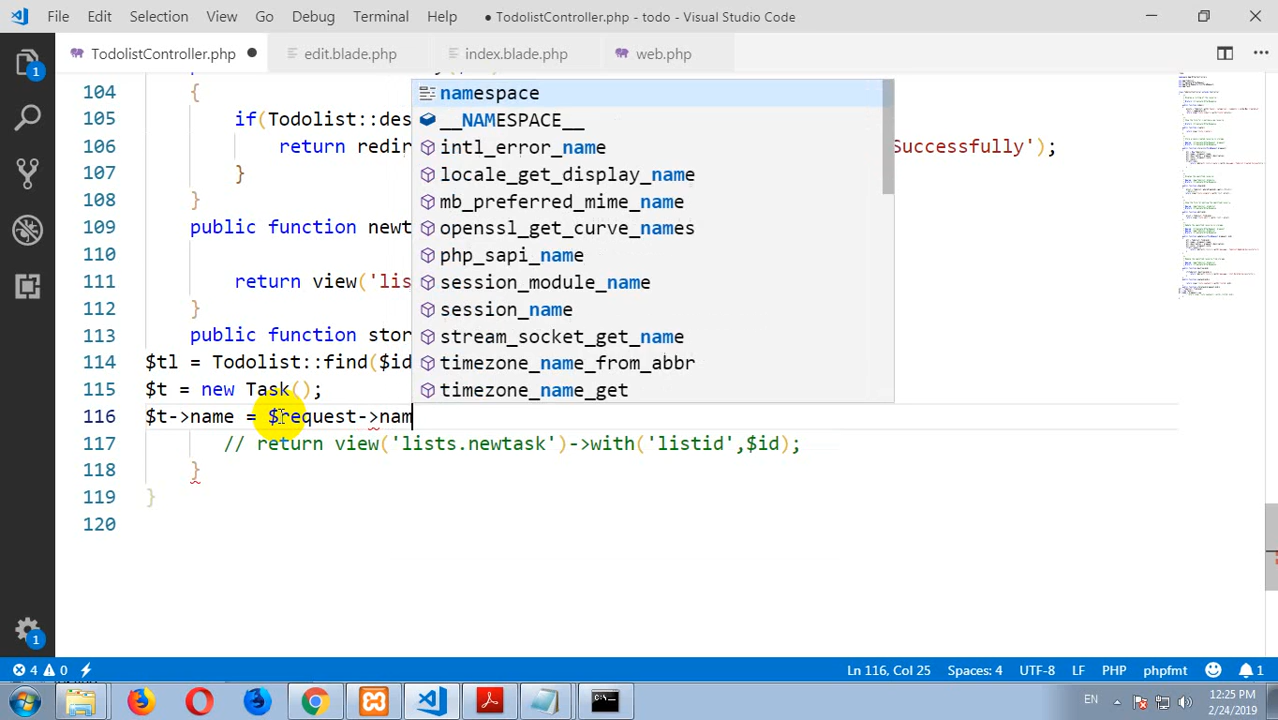 File Edit Selection View Go Debug Terminal Help ● TodolistController.php - todo - Visual Studio Code
TodolistController.php ● edit.blade.php index.blade.php web.php
104 {
105 if(Todolist::des
106 return redir Successfully');
107 }
108 }
109 public function newt
110
111 return view('lis
112 }
113 public function stor
114 $tl = Todolist::find($id
115 $t = new Task();
116 $t->name = $request->nam
117 // return view('lists.newtask')->with('listid',$id);
118 }
119 }
120
namespace
__NAMESPACE__
intl_error_name
locale_get_display_name
mb_preferred_mime_name
openssl_get_curve_names
php_sapi_name
session_module_name
session_name
stream_socket_get_name
timezone_name_from_abbr
timezone_name_get
1
1
4 0 Ln 116, Col 25 Spaces: 4 UTF-8 LF PHP phpfmt 1
EN 12:25 PM
2/24/2019